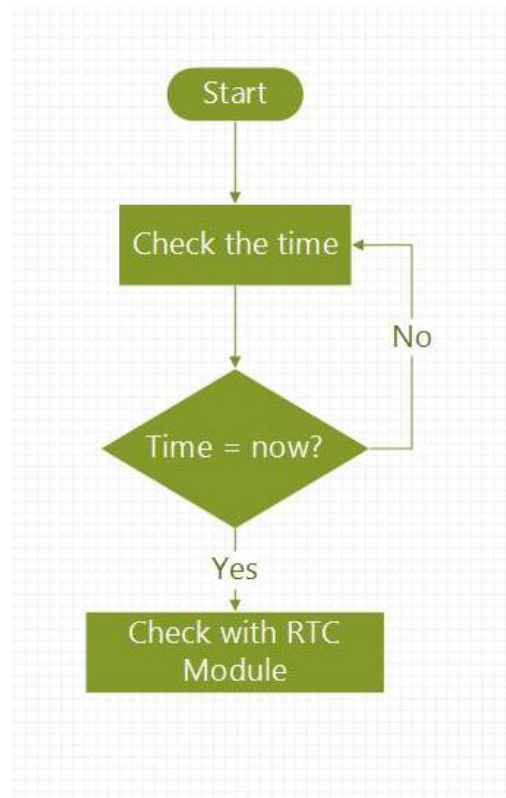 Start
Check the time
No
Time = now?
Yes
Check with RTC
Module